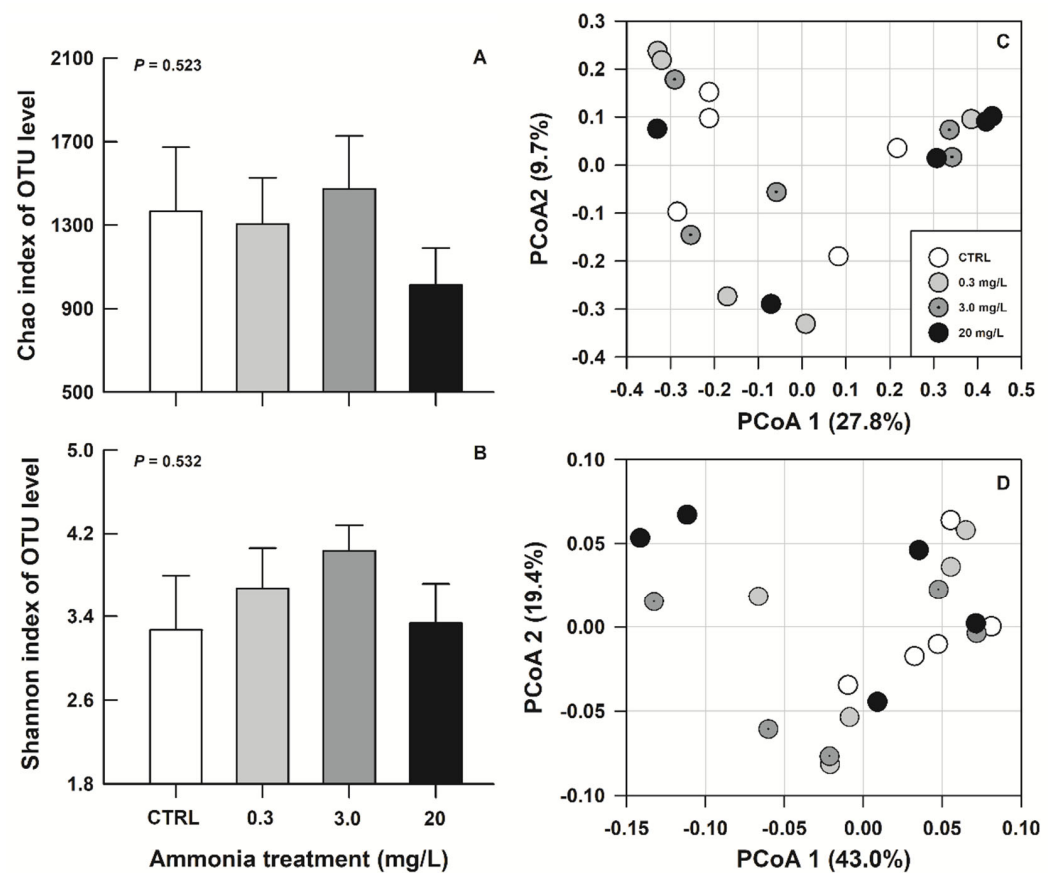 A
P = 0.523
2100
1700
1300
900
500
Chao index of OTU level
B
P = 0.532
5.0
4.2
3.4
2.6
1.8
Shannon index of OTU level
CTRL 0.3 3.0 20
Ammonia treatment (mg/L)
C
0.3
0.2
0.1
0.0
-0.1
-0.2
-0.3
-0.4
PCoA2 (9.7%)
CTRL
0.3 mg/L
3.0 mg/L
20 mg/L
-0.4 -0.3 -0.2 -0.1 0.0 0.1 0.2 0.3 0.4 0.5
PCoA 1 (27.8%)
D
0.10
0.05
0.00
-0.05
-0.10
PCoA 2 (19.4%)
-0.15 -0.10 -0.05 0.00 0.05 0.10
PCoA 1 (43.0%)